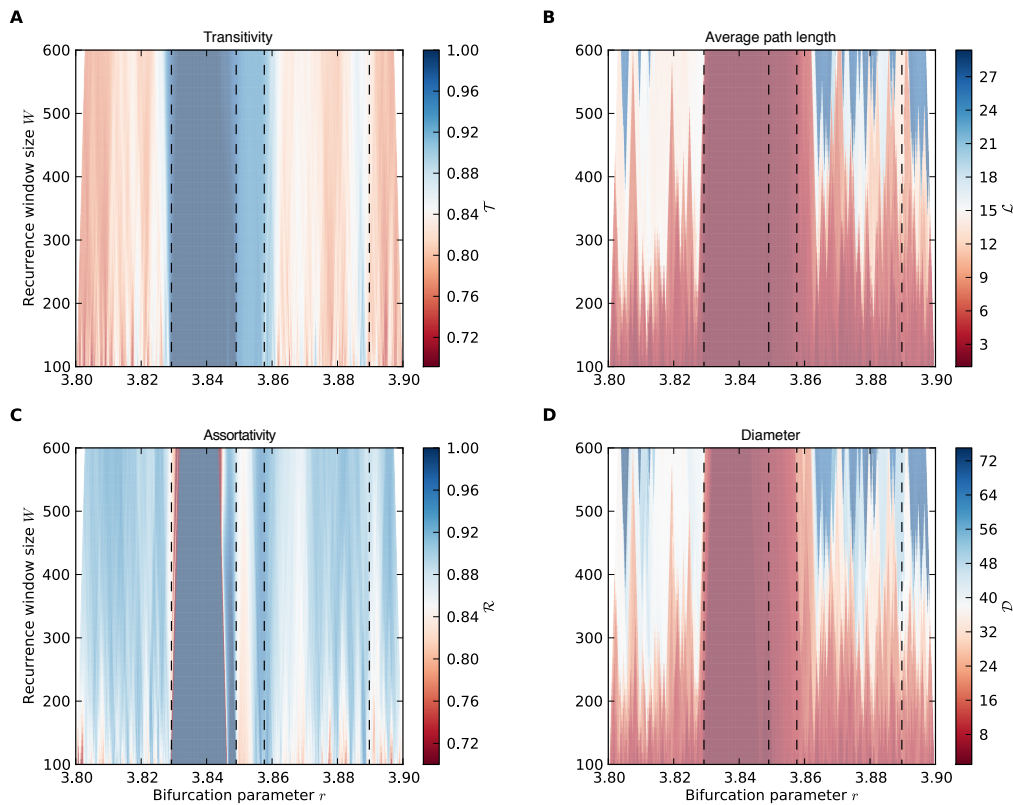 A
Transitivity
Recurrence window size W
600
500
400
300
200
100
3.80 3.82 3.84 3.86 3.88 3.90
1.00
0.96
0.92
0.88
0.84
0.80
0.76
0.72
𝒯
B
Average path length
600
500
400
300
200
100
3.80 3.82 3.84 3.86 3.88 3.90
27
24
21
18
15
12
9
6
3
ℒ
C
Assortativity
Recurrence window size W
600
500
400
300
200
100
3.80 3.82 3.84 3.86 3.88 3.90
Bifurcation parameter r
1.00
0.96
0.92
0.88
0.84
0.80
0.76
0.72
ℛ
D
Diameter
600
500
400
300
200
100
3.80 3.82 3.84 3.86 3.88 3.90
Bifurcation parameter r
72
64
56
48
40
32
24
16
8
𝒟